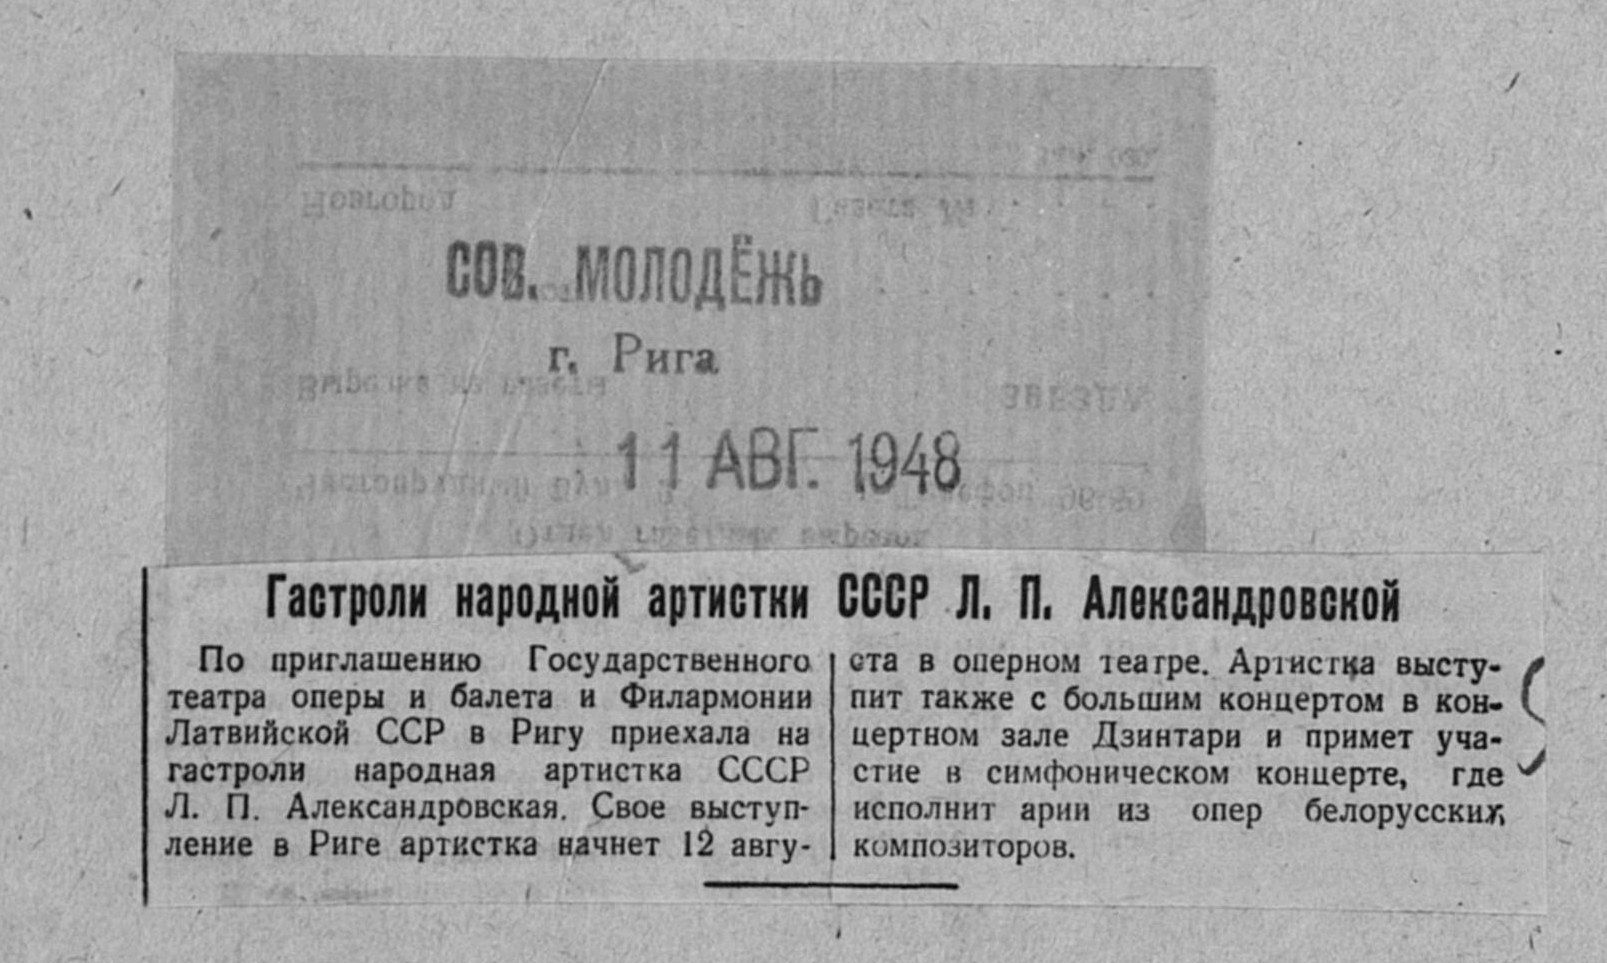 СОВ. МОЛОДЁЖЬ
г. Рига
11 АВГ. 1948
Гастроли народной артистки СССР Л. П. Александровской
По приглашению Государственного
театра оперы и балета и Филармонии
Латвийской ССР в Ригу приехала на
гастроли народная артистка СССР
Л. П. Александровская. Свое выступ-
ление в Риге артистка начнет 12 авгу-
ста в оперном театре. Артистка высту-
пит также с большим концертом в кон-
цертном зале Дзинтари и примет уча-
стие в симфоническом концерте, где
исполнит арии из опер белорусских
композиторов.